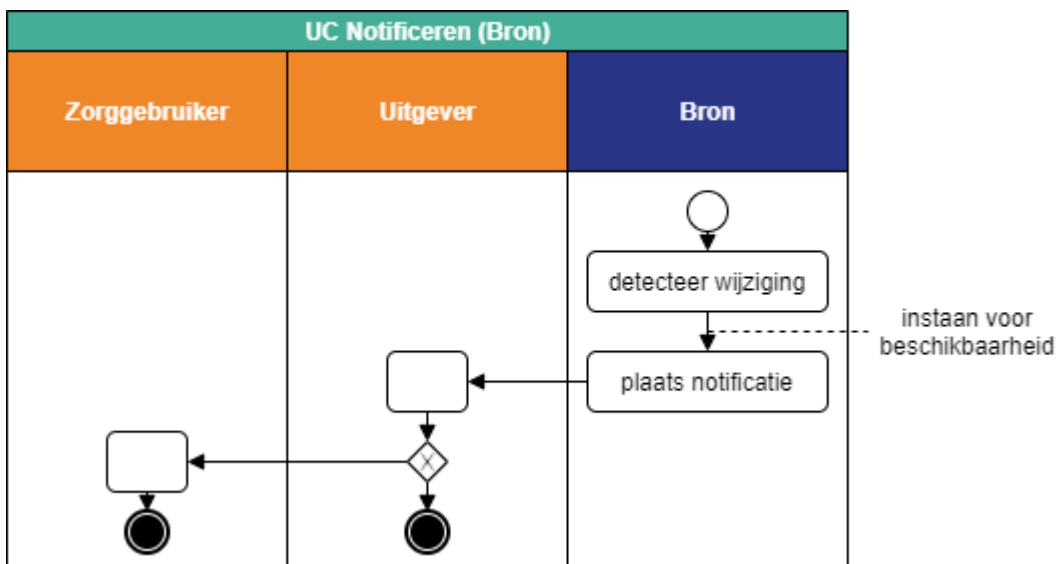 UC Notificeren (Bron)
Zorggebruiker
Uitgever
Bron
detecteer wijziging
instaan voor
beschikbaarheid
plaats notificatie
X